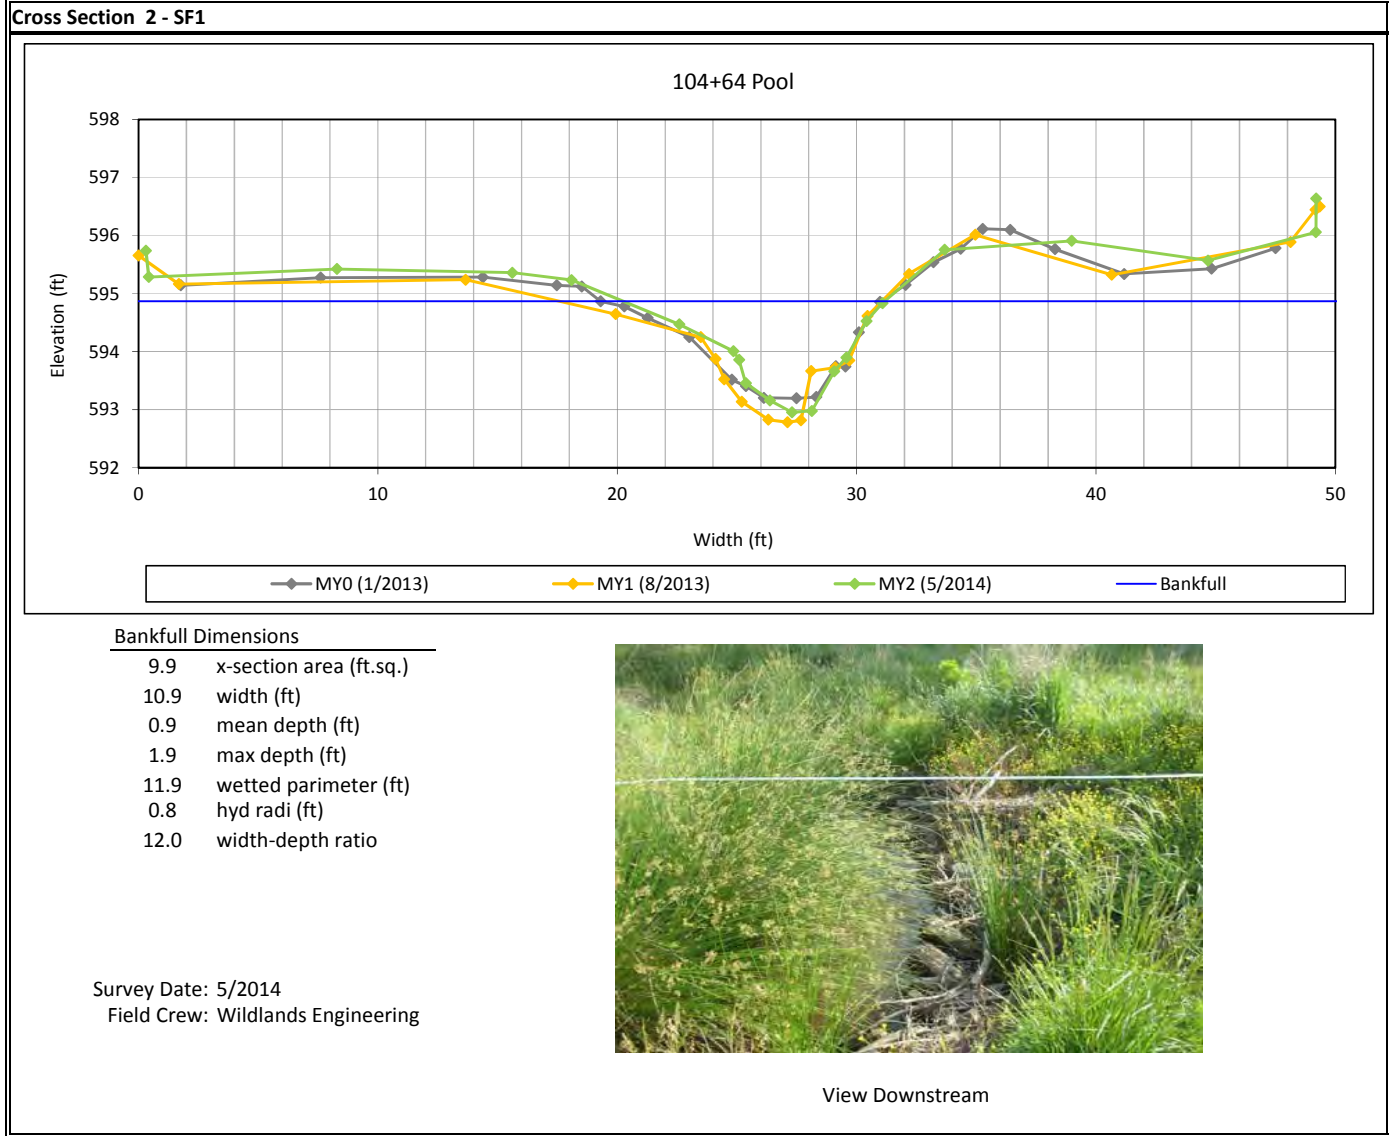 Cross Section 2 - SF1
104+64 Pool
598
597
596
595
594
593
592
Elevation (ft)
0 10 20 30 40 50
Width (ft)
MY0 (1/2013) MY1 (8/2013) MY2 (5/2014) Bankfull
Bankfull Dimensions
9.9 x-section area (ft.sq.)
10.9 width (ft)
0.9 mean depth (ft)
1.9 max depth (ft)
11.9 wetted parimeter (ft)
0.8 hyd radi (ft)
12.0 width-depth ratio
Survey Date: 5/2014
Field Crew: Wildlands Engineering
View Downstream